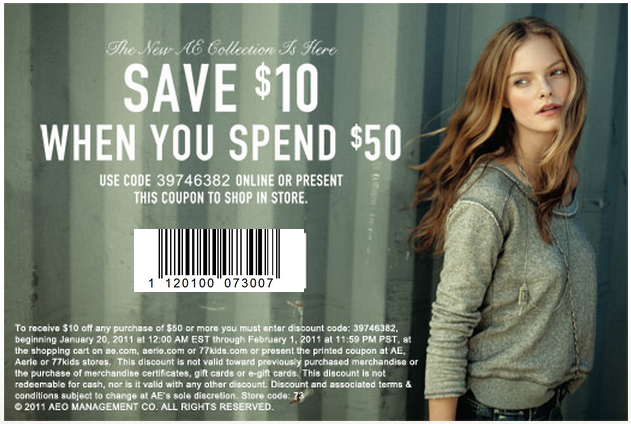 The New AE Collection Is Here
SAVE $10
WHEN YOU SPEND $50
USE CODE 39746382 ONLINE OR PRESENT
THIS COUPON TO SHOP IN STORE.
1 120100 073007
To receive $10 off any purchase of $50 or more you must enter discount code: 39746382,
beginning January 20, 2011 at 12:00 AM EST through February 1, 2011 at 11:59 PM PST, at
the shopping cart on ae.com, aerie.com or 77kids.com or present the printed coupon at AE,
Aerie or 77kids stores. This discount is not valid toward previously purchased merchandise or
the purchase of merchandise certificates, gift cards or e-gift cards. This discount is not
redeemable for cash, nor is it valid with any other discount. Discount and associated terms &
conditions subject to change at AE's sole discretion. Store code: 73
© 2011 AEO MANAGEMENT CO. ALL RIGHTS RESERVED.